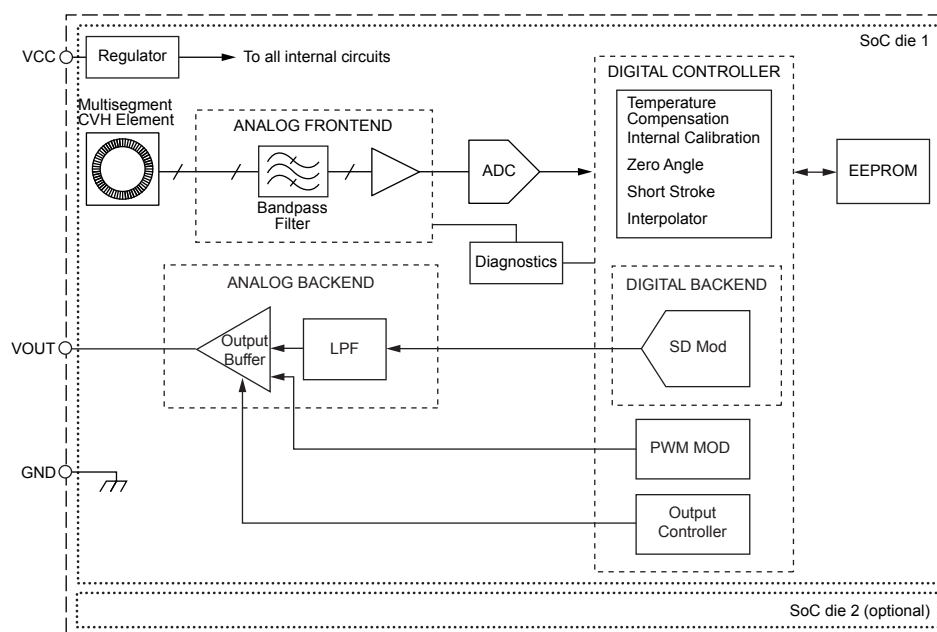 SoC die 1
VCC
Regulator
To all internal circuits
Multisegment
CVH Element
ANALOG FRONTEND
Bandpass
Filter
ADC
DIGITAL CONTROLLER
Temperature
Compensation
Internal Calibration
Zero Angle
Short Stroke
Interpolator
EEPROM
Diagnostics
ANALOG BACKEND
DIGITAL BACKEND
VOUT
Output
Buffer
LPF
SD Mod
PWM MOD
GND
Output
Controller
SoC die 2 (optional)